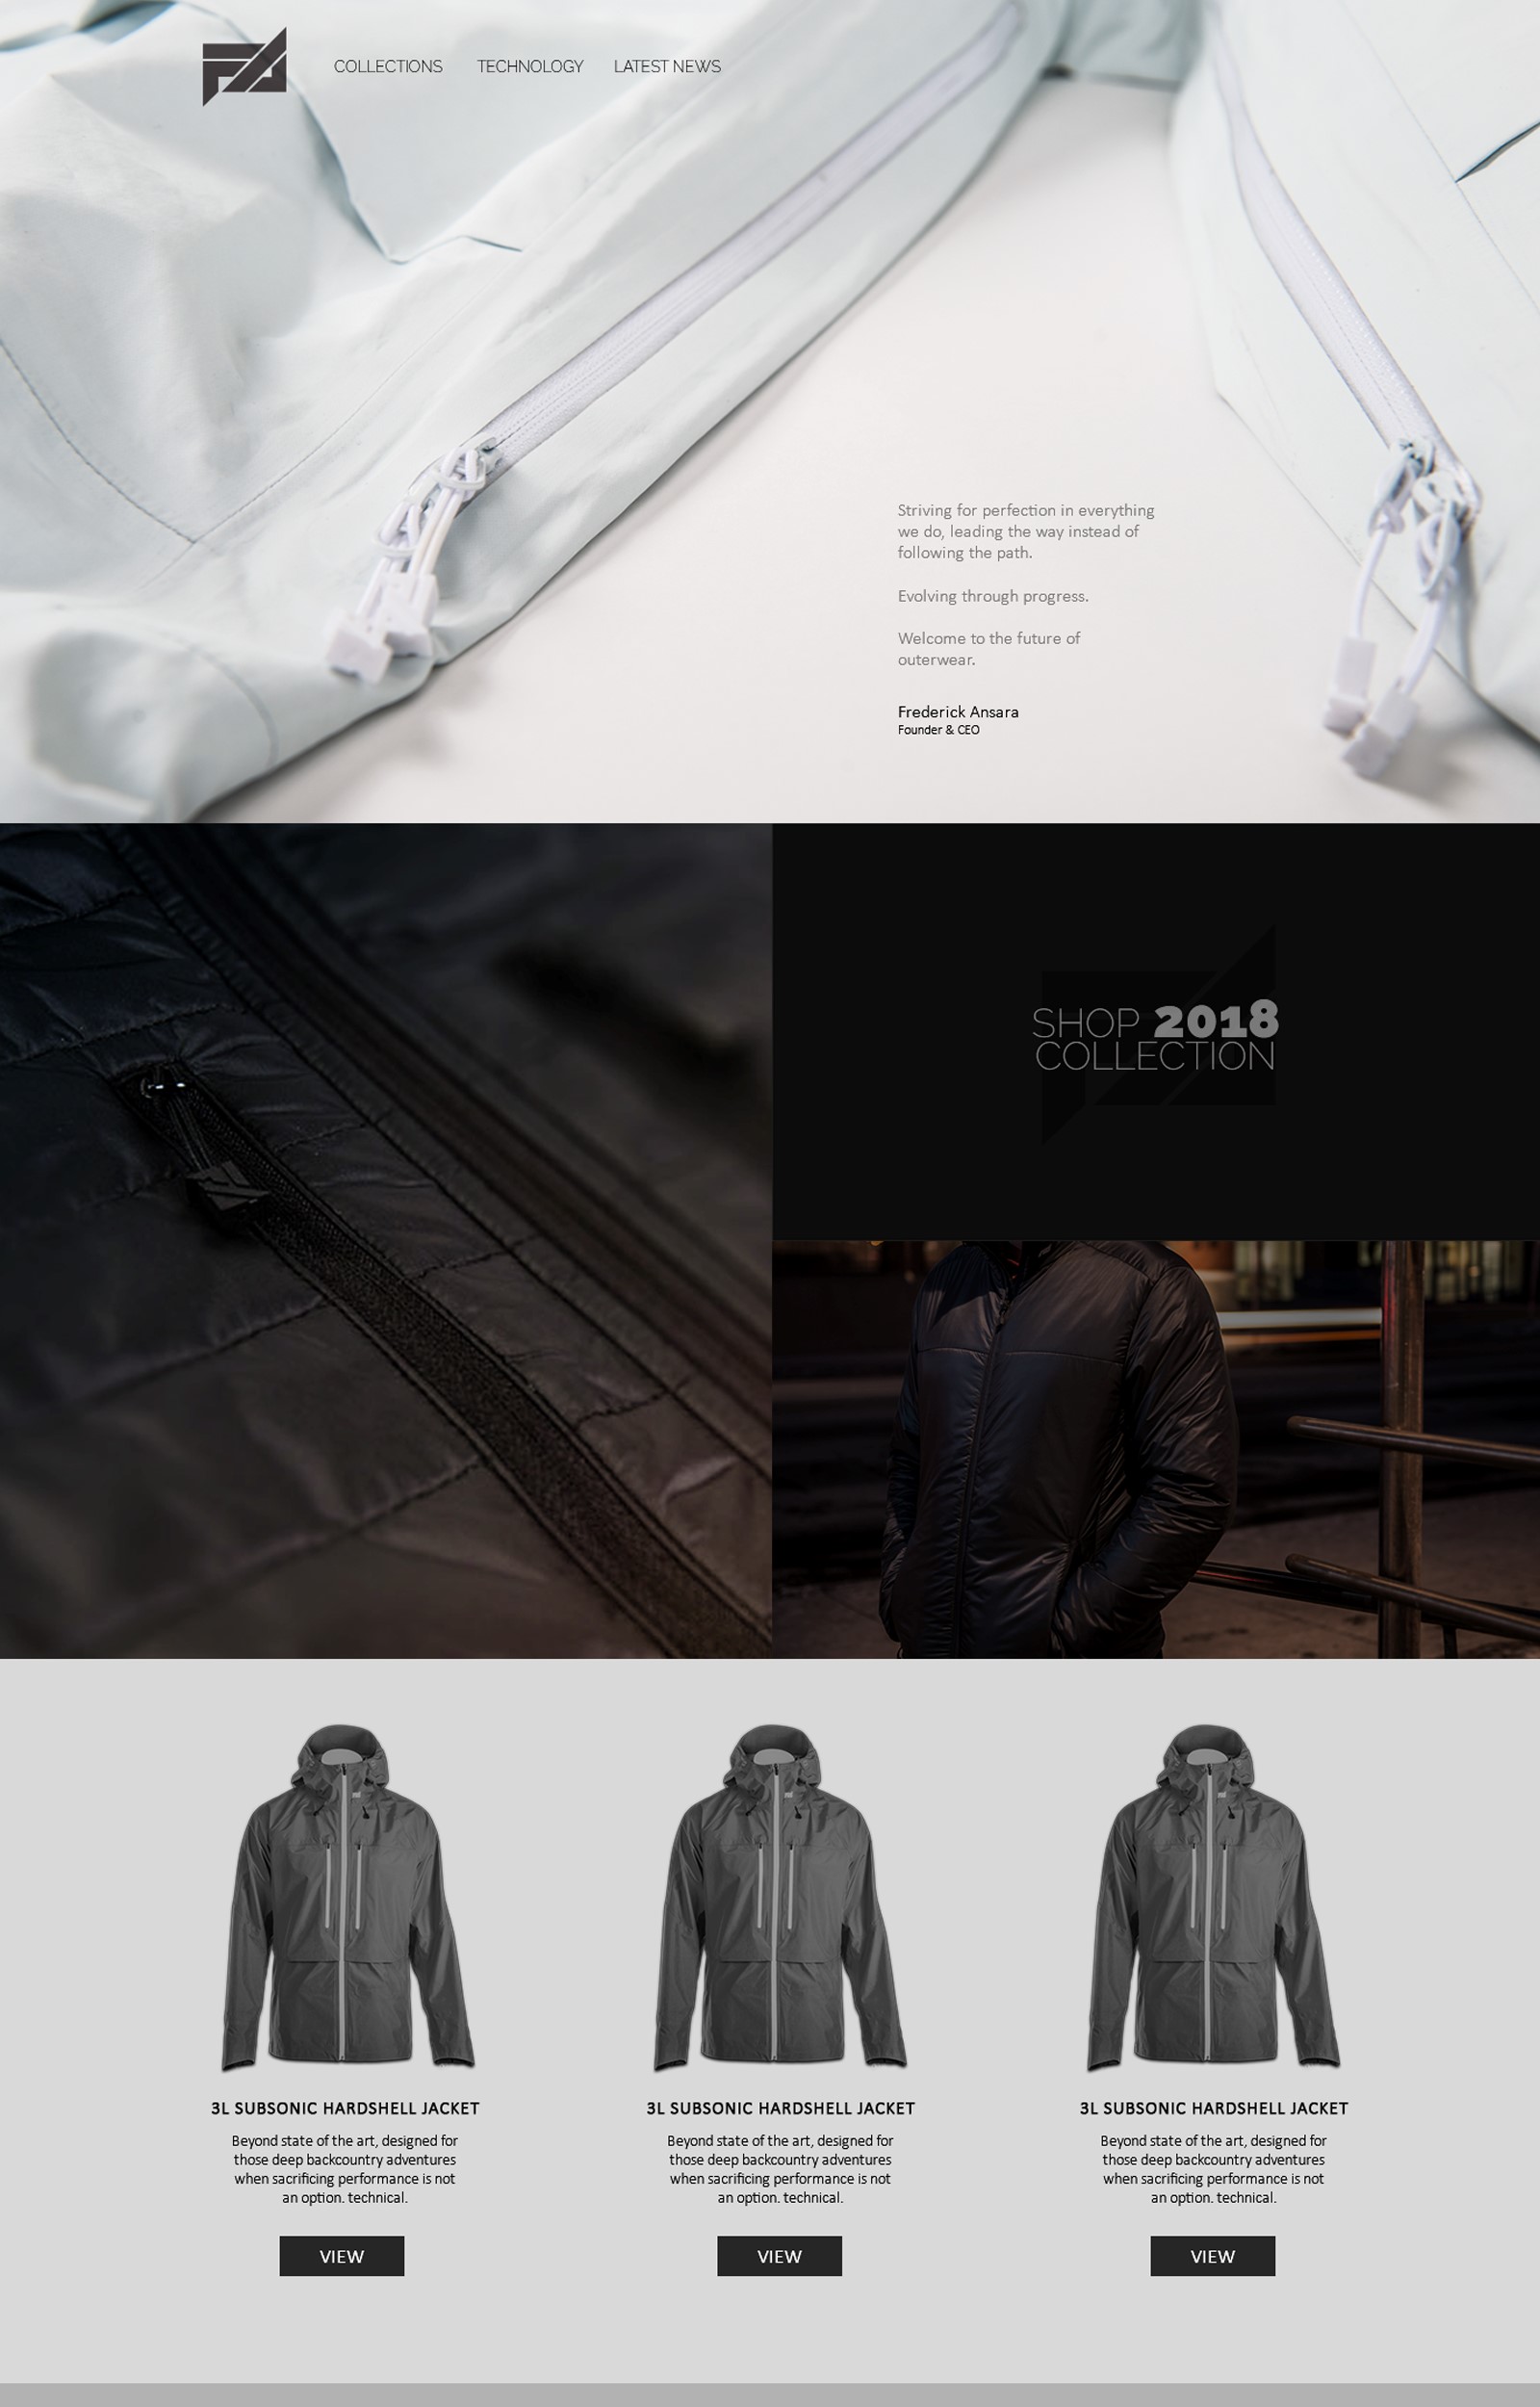 COLLECTIONS TECHNOLOGY LATEST NEWS
Striving for perfection in everything
we do, leading the way instead of
following the path.
Evolving through progress.
Welcome to the future of
outerwear.
Frederick Ansara
Founder & CEO
SHOP 2018
COLLECTION
3L SUBSONIC HARDSHELL JACKET
Beyond state of the art, designed for
those deep backcountry adventures
when sacrificing performance is not
an option. technical.
VIEW
3L SUBSONIC HARDSHELL JACKET
Beyond state of the art, designed for
those deep backcountry adventures
when sacrificing performance is not
an option. technical.
VIEW
3L SUBSONIC HARDSHELL JACKET
Beyond state of the art, designed for
those deep backcountry adventures
when sacrificing performance is not
an option. technical.
VIEW